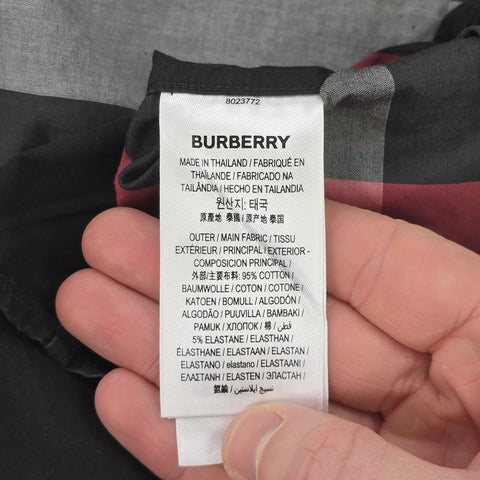 8023772
BURBERRY
MADE IN THAILAND / FABRIQUÉ EN
THAÏLANDE / FABRICADO NA
TAILÂNDIA / HECHO EN TAILANDIA
원산지: 태국
原產地 泰國 / 原产地 泰国
OUTER / MAIN FABRIC / TISSU
EXTÉRIEUR / PRINCIPAL / EXTERIOR -
COMPOSICIÓN PRINCIPAL /
外部/主要布料: 95% COTTON /
BAUMWOLLE / COTON / COTONE /
KATOEN / BOMULL / ALGODÓN /
ALGODÃO / PUUVILLA / BAMBAKI /
PAMUK / ХЛОПОК / 棉 / قطن
5% ELASTANE / ELASTHAN /
ÉLASTHANNE / ELASTAAN / ELASTAN /
ELASTANO / elastano / ELASTAANI /
ΕΛΑΣΤΑΝΗ / ELASTEN / ЭЛАСТАН /
氨綸 / نسيج ايلاستين